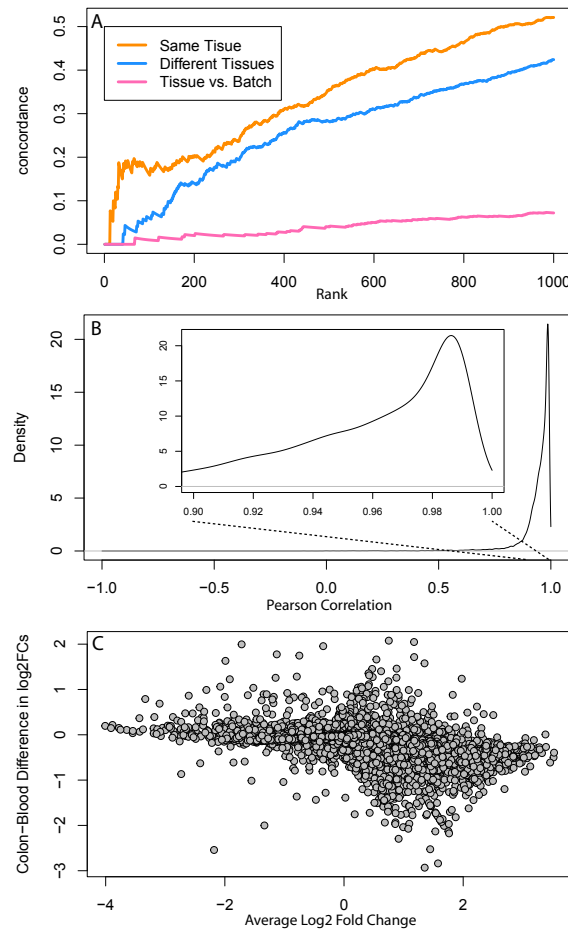 A
Same Tisue
Different Tissues
Tissue vs. Batch
concordance
0.0 0.1 0.2 0.3 0.4 0.5
0 200 400 600 800 1000
Rank
B
Density
0 5 10 15 20
0 5 10 15 20
0.90 0.92 0.94 0.96 0.98 1.00
−1.0 −0.5 0.0 0.5 1.0
Pearson Correlation
C
Colon-Blood Difference in log2FCs
−3 −2 −1 0 1 2
−4 −2 0 2
Average Log2 Fold Change